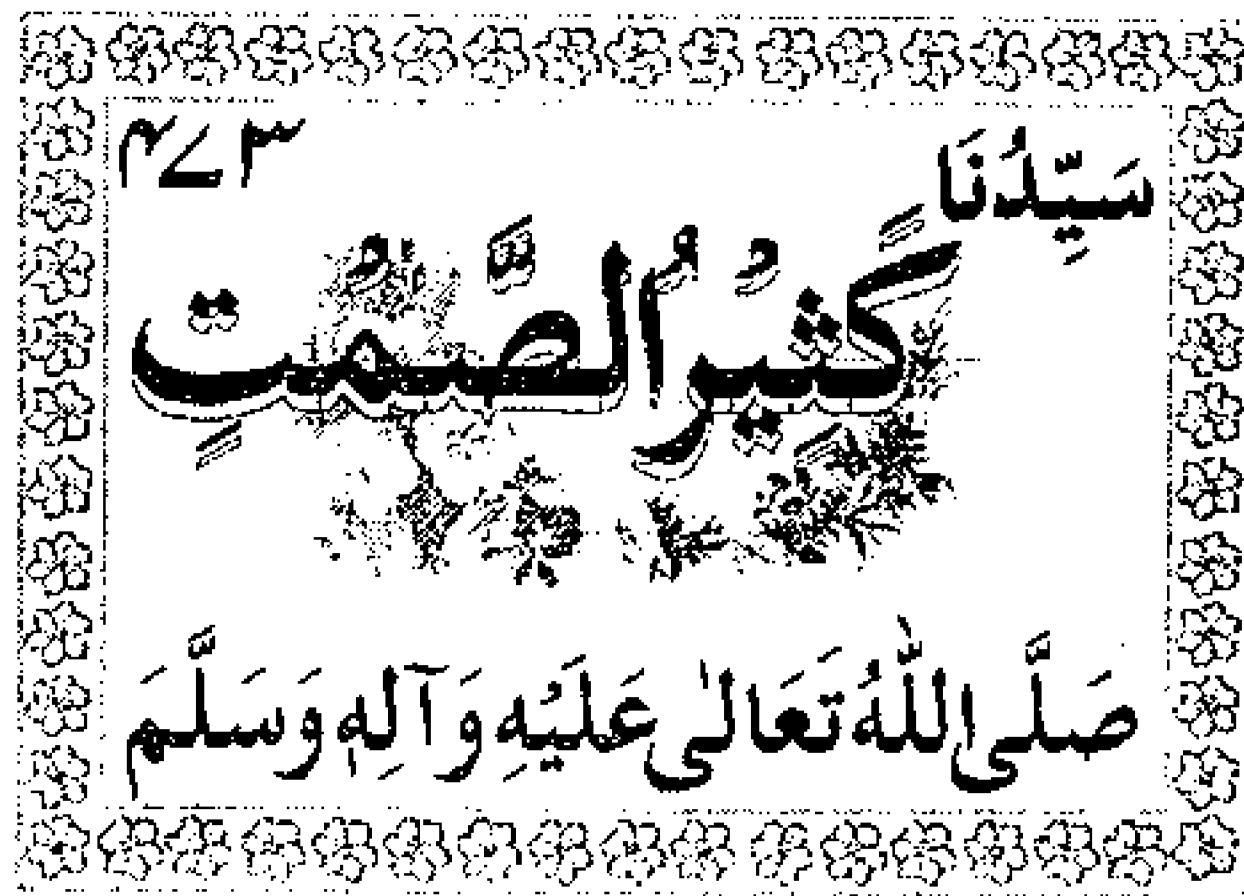 سَیِّدُنَا
۴۷۳
كَثِیْرُ الصَّمُتِ
صَلَّى اللّٰهُ تَعَالٰى عَلَیْهِ وَآلِهٖ وَسَلَّمَ